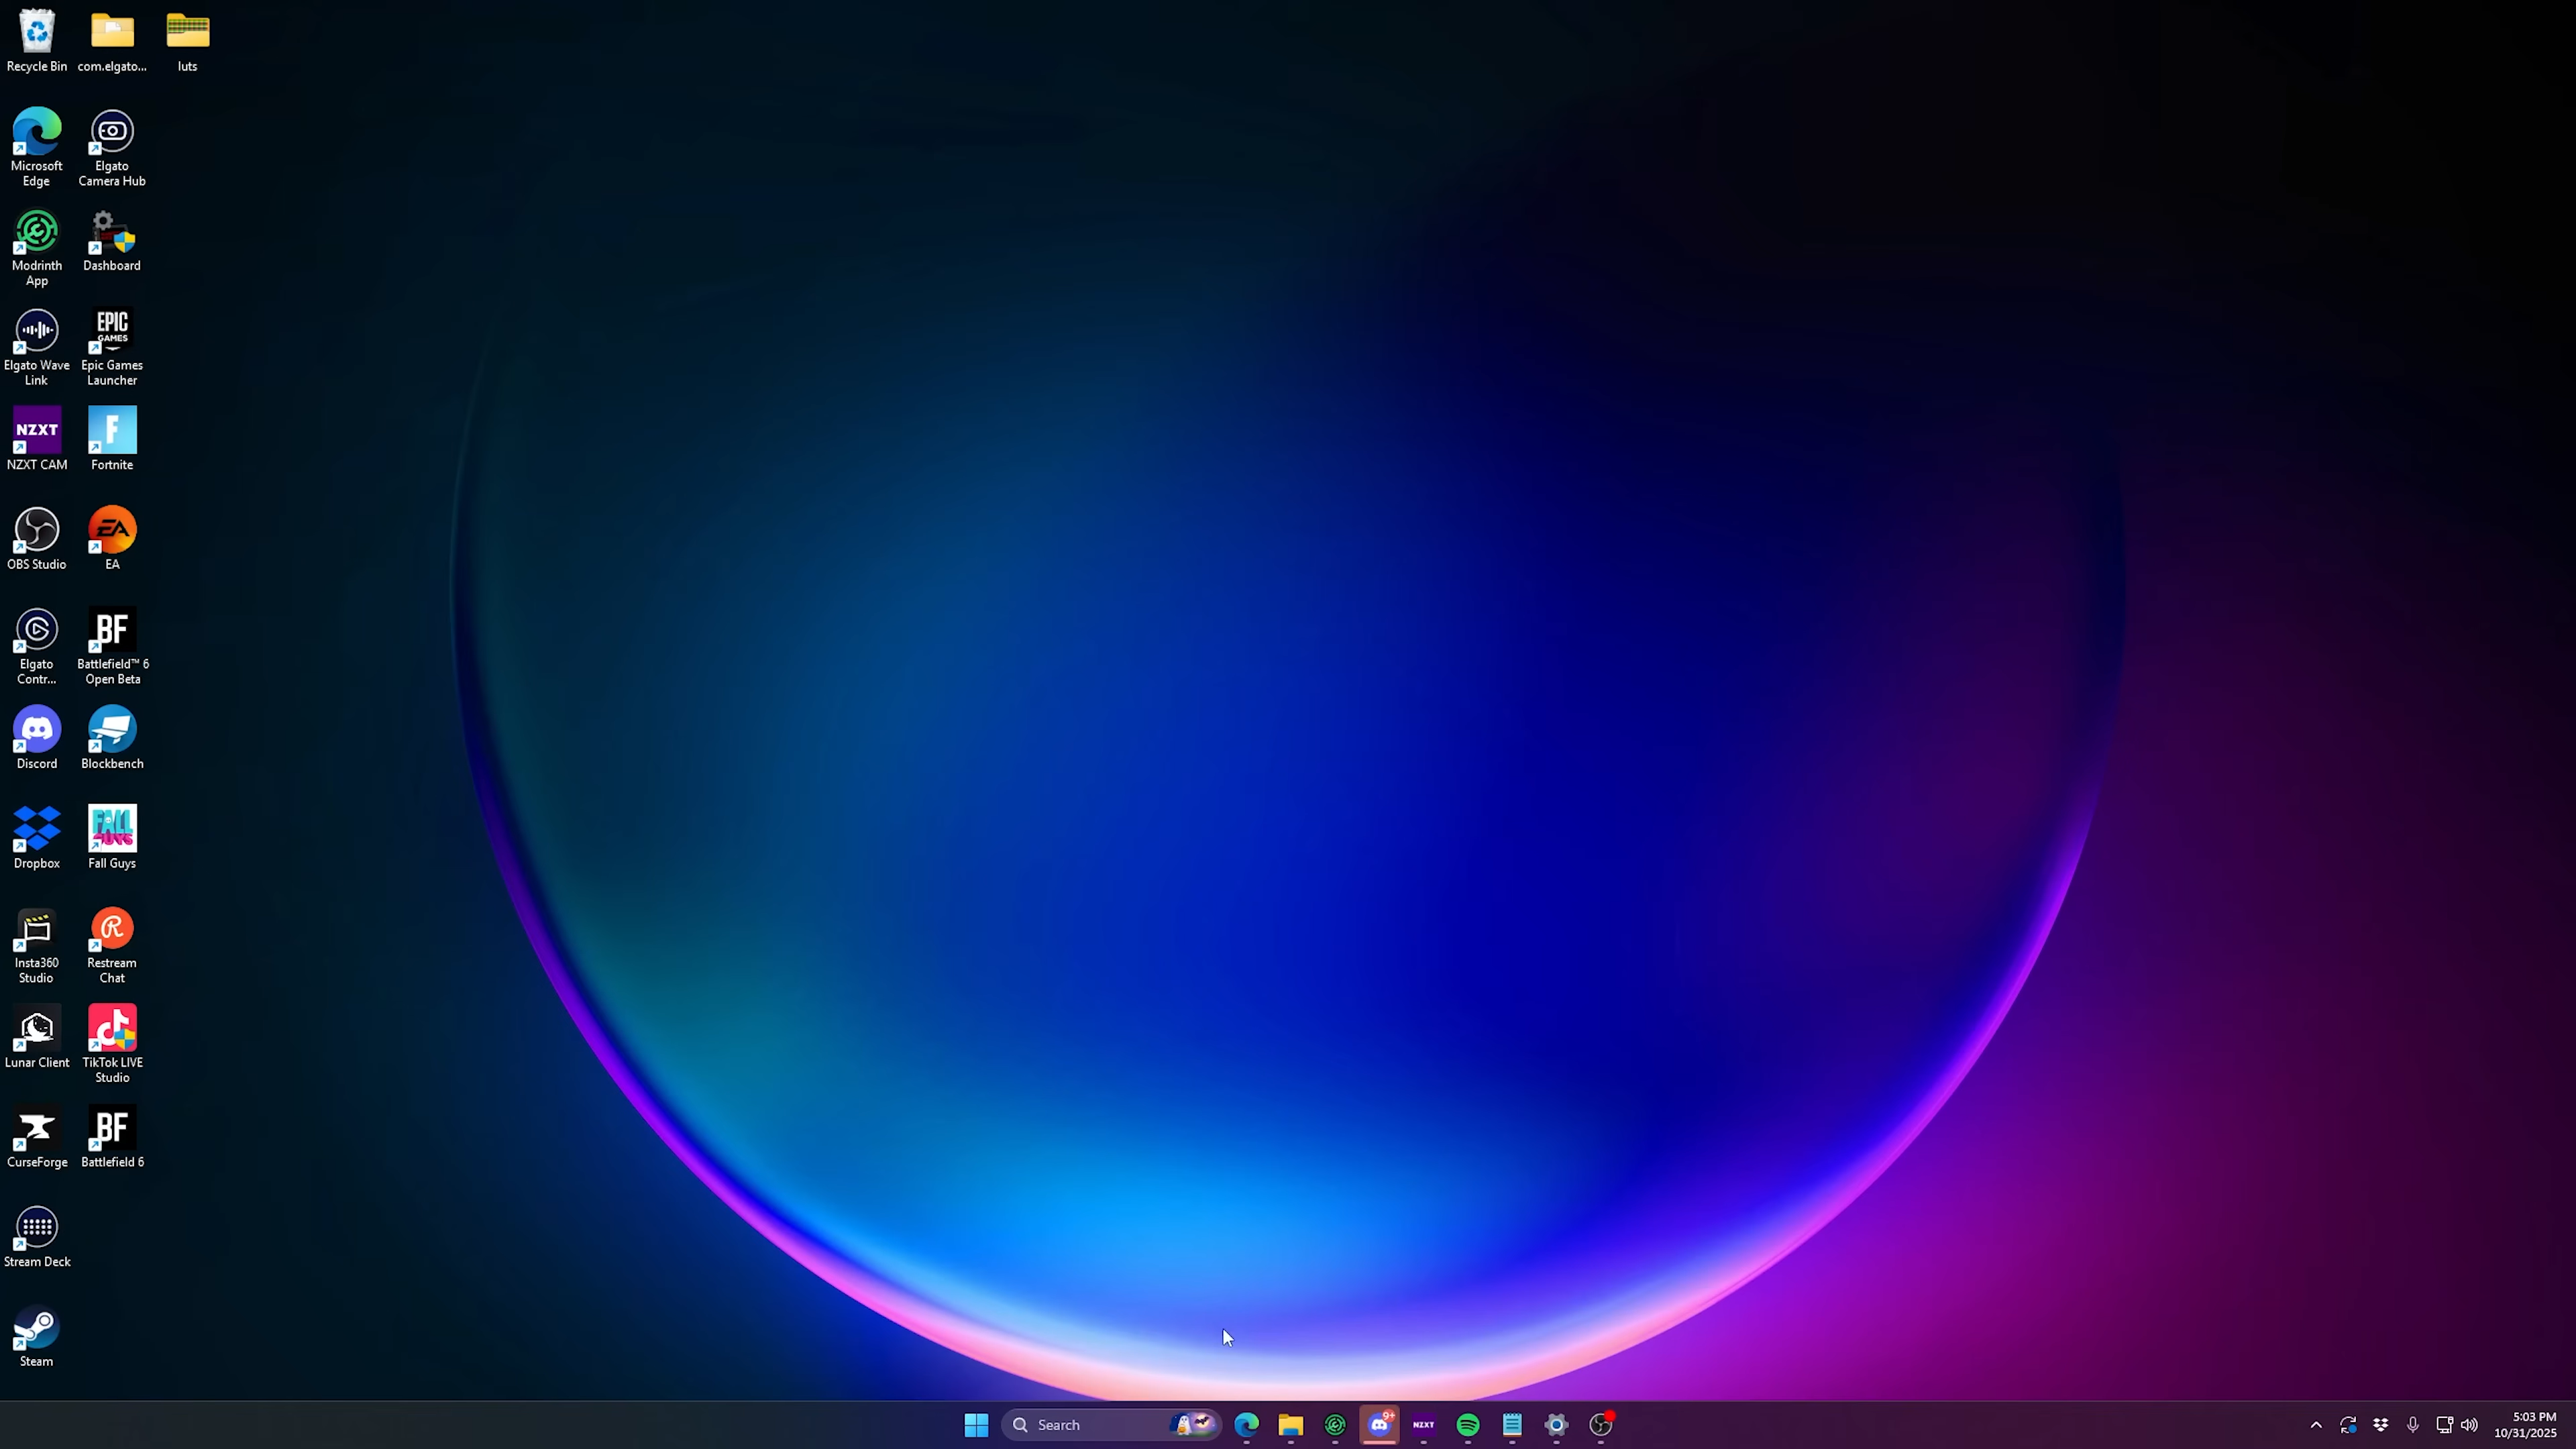 Recycle Bin
com.elgato...
luts
Microsoft
Edge
Elgato
Camera Hub
Modrinth
App
Dashboard
Elgato Wave
Link
EPIC
GAMES
Epic Games
Launcher
NZXT
NZXT CAM
F
Fortnite
OBS Studio
EA
EA
Elgato
Contr...
BF
Battlefield™ 6
Open Beta
Discord
Blockbench
Dropbox
FALL
GUYS
Fall Guys
Insta360
Studio
R
Restream
Chat
Lunar Client
TikTok LIVE
Studio
CurseForge
BF
Battlefield 6
Stream Deck
Steam
Search
9+
NZXT
5:03 PM
10/31/2025